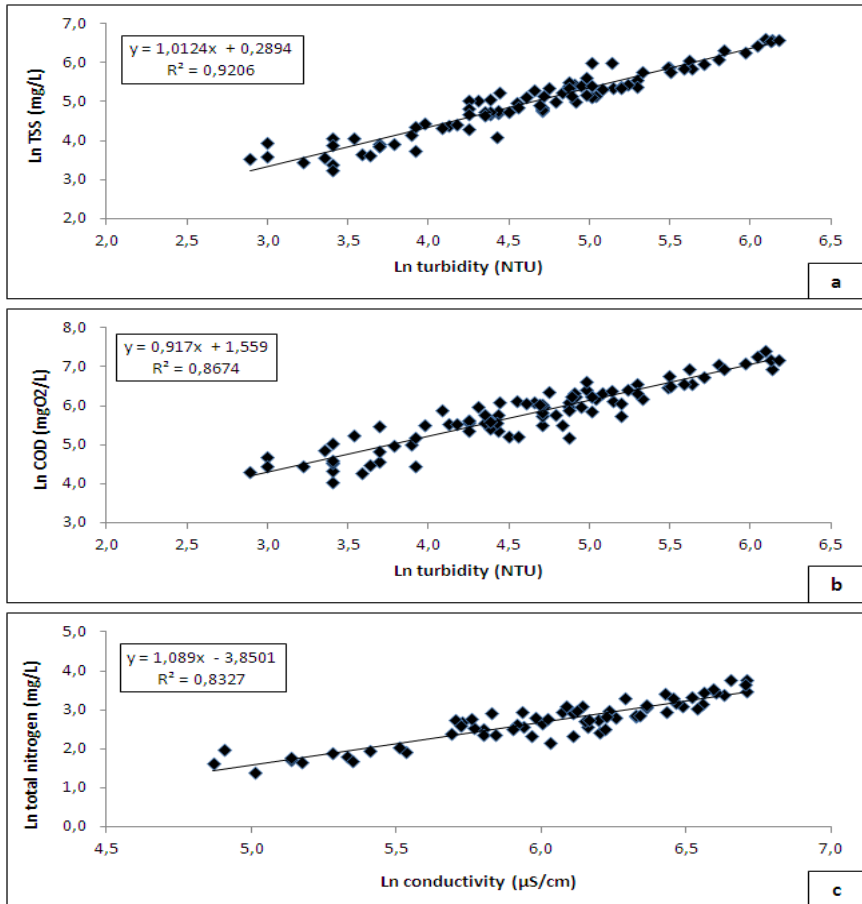 7,0
6,0
5,0
4,0
3,0
2,0
Ln TSS (mg/L)
y = 1,0124x + 0,2894
R² = 0,9206
2,0 2,5 3,0 3,5 4,0 4,5 5,0 5,5 6,0 6,5
Ln turbidity (NTU)
a
8,0
7,0
6,0
5,0
4,0
3,0
Ln COD (mgO2/L)
y = 0,917x + 1,559
R² = 0,8674
2,0 2,5 3,0 3,5 4,0 4,5 5,0 5,5 6,0 6,5
Ln turbidity (NTU)
b
5,0
4,0
3,0
2,0
1,0
0,0
Ln total nitrogen (mg/L)
y = 1,089x - 3,8501
R² = 0,8327
4,5 5,0 5,5 6,0 6,5 7,0
Ln conductivity (µS/cm)
c